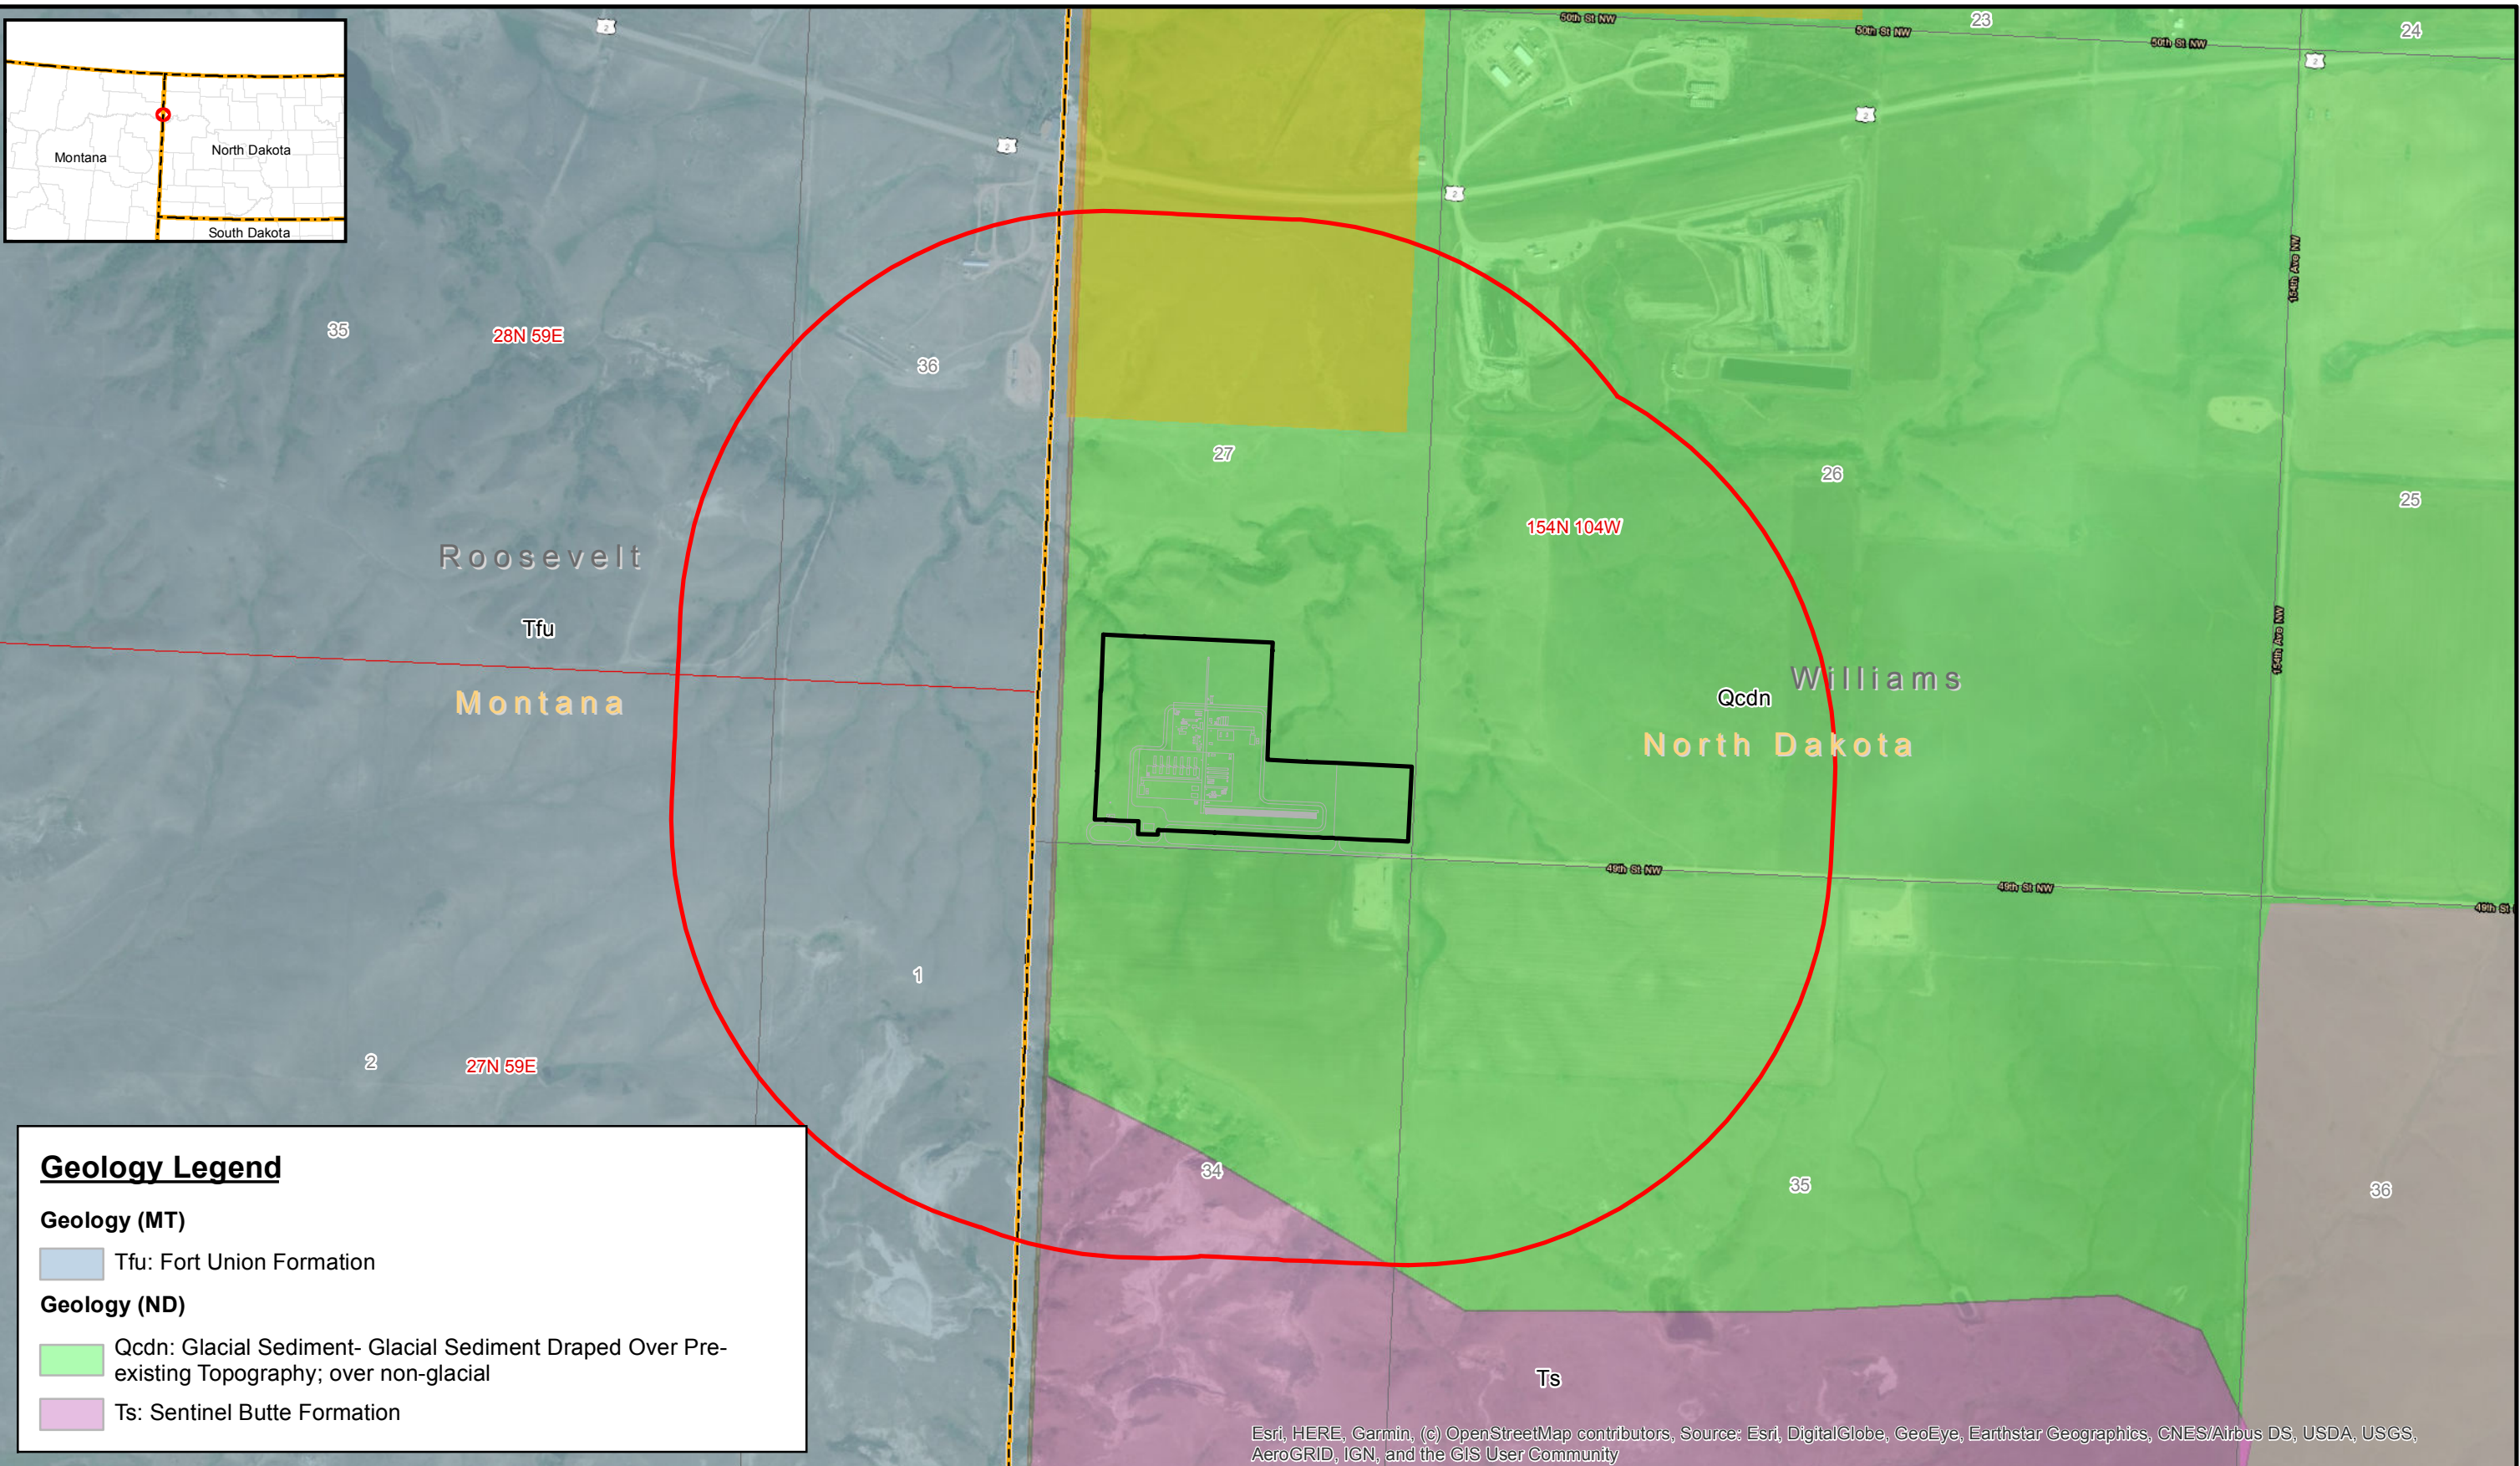 50th St NW
23
24
2
50th St NW
50th St NW
2
2
Montana
North Dakota
South Dakota
2
2
154th Ave NW
35
28N 59E
36
27
26
25
154N 104W
Roosevelt
Tfu
Montana
154th Ave NW
Williams
Qcdn
North Dakota
49th St NW
49th St NW
49th St
1
2
27N 59E
34
35
36
Geology Legend
Geology (MT)
Tfu: Fort Union Formation
Geology (ND)
Qcdn: Glacial Sediment- Glacial Sediment Draped Over Pre-
existing Topography; over non-glacial
Ts: Sentinel Butte Formation
Ts
Esri, HERE, Garmin, (c) OpenStreetMap contributors, Source: Esri, DigitalGlobe, GeoEye, Earthstar Geographics, CNES/Airbus DS, USDA, USGS,
AeroGRID, IGN, and the GIS User Community